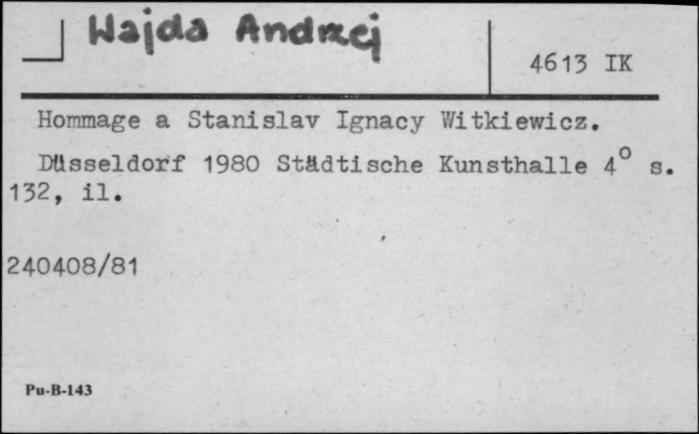 Wajda Andrzej
4613 IK
Hommage a Stanislav Ignacy Witkiewicz.
Düsseldorf 1980 Städtische Kunsthalle 4° s.
132, il.
240408/81
Pu-B-143